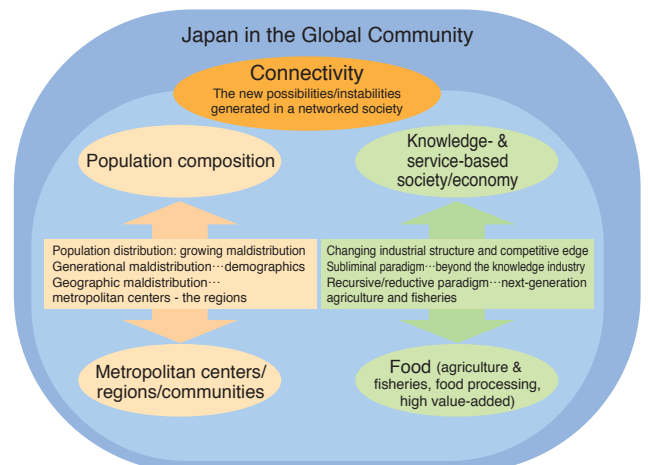 Japan in the Global Community
Connectivity
The new possibilities/instabilities
generated in a networked society
Population composition
Knowledge- &
service-based
society/economy
Population distribution: growing maldistribution
Generational maldistribution⋯demographics
Geographic maldistribution⋯
metropolitan centers - the regions
Changing industrial structure and competitive edge
Subliminal paradigm⋯beyond the knowledge industry
Recursive/reductive paradigm⋯next-generation
agriculture and fisheries
Metropolitan centers/
regions/communities
Food (agriculture &
fisheries, food processing,
high value-added)